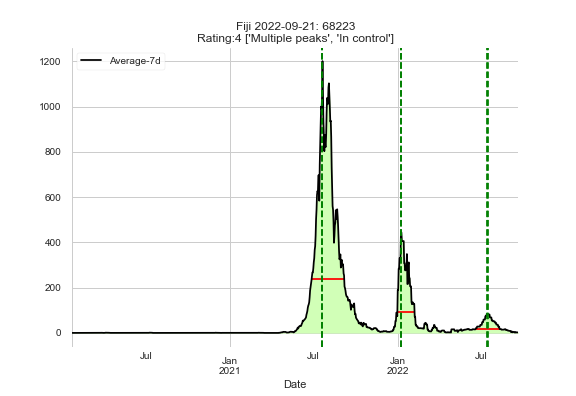 Fiji 2022-09-21: 68223
Rating:4 ['Multiple peaks', 'In control']
Average-7d
1200
1000
800
600
400
200
0
Jul
Jan
2021
Jul
Jan
2022
Jul
Date